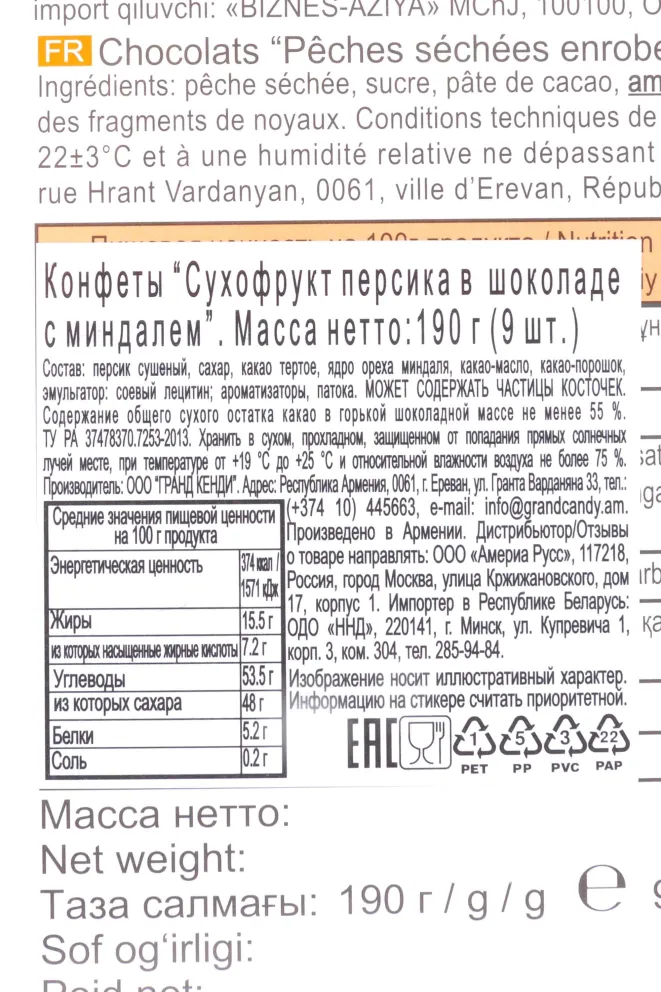 import qiluvchi: «BIZNES-AZIYA» MChJ, 100100,
FR Chocolats “Pêches séchées
Ingrédients: pêche séchée, sucre, pâte de cacao,
des fragments de noyaux. Conditions techniques de
22±3°C et à une humidité relative ne dépassant
rue Hrant Vardanyan, 0061, ville d’Erevan,
Конфеты “Сухофрукт персика в шоколаде
с миндалем”. Масса нетто:190 г (9 шт.)
Состав: персик сушеный, сахар, какао тертое, ядро ореха миндаля, какао-масло, какао-порошок,
эмульгатор: соевый лецитин; ароматизаторы, патока. МОЖЕТ СОДЕРЖАТЬ ЧАСТИЦЫ КОСТОЧЕК.
Содержание общего сухого остатка какао в горькой шоколадной массе не менее 55 %.
ТУ РА 37478370.7253-2013. Хранить в сухом, прохладном, защищенном от попадания прямых солнечных
лучей месте, при температуре от +19 °С до +25 °С и относительной влажности воздуха не более 75 %.
Производитель: ООО "ГРАНД КЕНДИ". Адрес: Республика Армения, 0061, г. Ереван, ул. Гранта Варданяна 33, тел.:
(+374 10) 445663, e-mail: info@grandcandy.am.
Произведено в Армении. Дистрибьютор/Отзывы
о товаре направлять: ООО «Америа Русс», 117218,
Россия, город Москва, улица Кржижановского, дом
17, корпус 1. Импортер в Республике Беларусь:
ОДО «ННД», 220141, г. Минск, ул. Купревича 1,
корп. 3, ком. 304, тел. 285-94-84.
Изображение носит иллюстративный характер.
Информацию на стикере считать приоритетной.
Средние значения пищевой ценности
на 100 г продукта
Энергетическая ценность 374 ккал /
1571 кДж
Жиры 15.5 г
из которых насыщенные жирные кислоты 7.2 г
Углеводы 53.5 г
из которых сахара 48 г
Белки 5.2 г
Соль 0.2 г
EAC 1 5 3 22
PET PP PVC PAP
Масса нетто:
Net weight:
Таза салмағы: 190 г / g / g e
Sof og‘irligi: